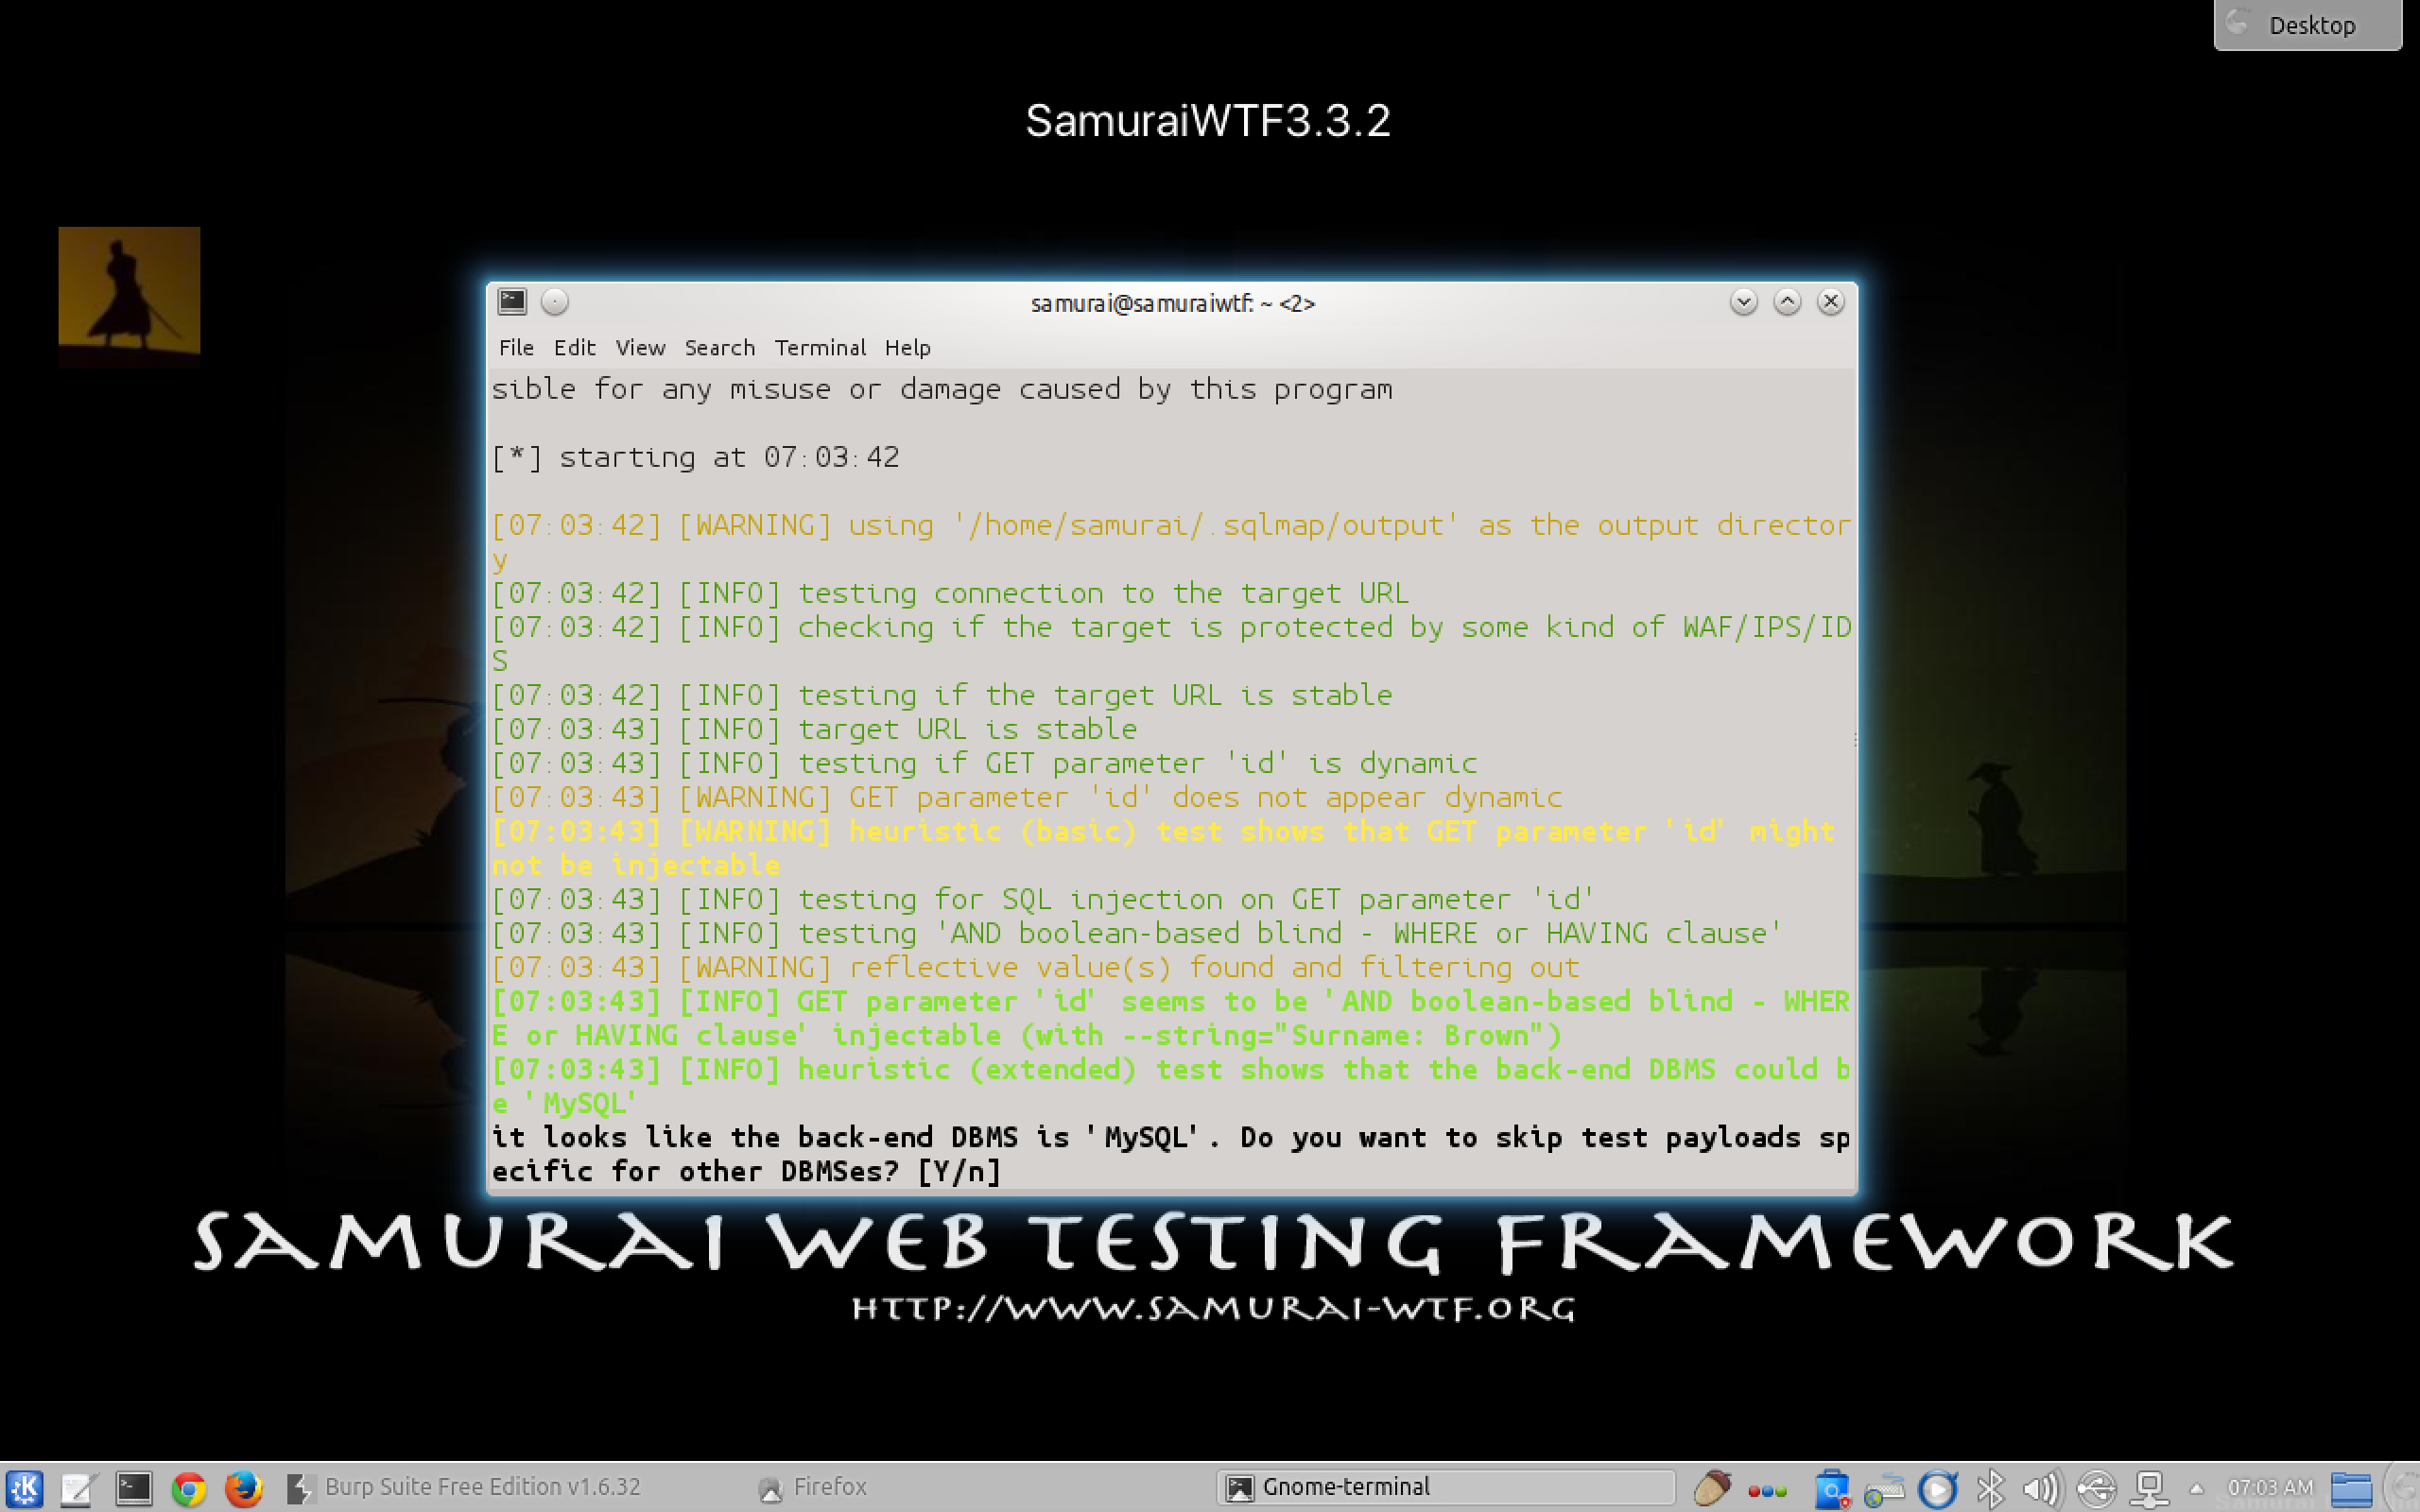 Desktop
SamuraiWTF3.3.2
samurai@samuraiwtf: ~ <2>
File Edit View Search Terminal Help
sible for any misuse or damage caused by this program
[*] starting at 07:03:42
[07:03:42] [WARNING] using '/home/samurai/.sqlmap/output' as the output director
y
[07:03:42] [INFO] testing connection to the target URL
[07:03:42] [INFO] checking if the target is protected by some kind of WAF/IPS/ID
S
[07:03:42] [INFO] testing if the target URL is stable
[07:03:43] [INFO] target URL is stable
[07:03:43] [INFO] testing if GET parameter 'id' is dynamic
[07:03:43] [WARNING] GET parameter 'id' does not appear dynamic
[07:03:43] [WARNING] heuristic (basic) test shows that GET parameter 'id' might
not be injectable
[07:03:43] [INFO] testing for SQL injection on GET parameter 'id'
[07:03:43] [INFO] testing 'AND boolean-based blind - WHERE or HAVING clause'
[07:03:43] [WARNING] reflective value(s) found and filtering out
[07:03:43] [INFO] GET parameter 'id' seems to be 'AND boolean-based blind - WHER
E or HAVING clause' injectable (with --string="Surname: Brown")
[07:03:43] [INFO] heuristic (extended) test shows that the back-end DBMS could b
e 'MySQL'
it looks like the back-end DBMS is 'MySQL'. Do you want to skip test payloads sp
ecific for other DBMSes? [Y/n]
SAMURAI WEB TESTING FRAMEWORK
HTTP://WWW.SAMURAI-WTF.ORG
Burp Suite Free Edition v1.6.32
Firefox
Gnome-terminal
07:03 AM